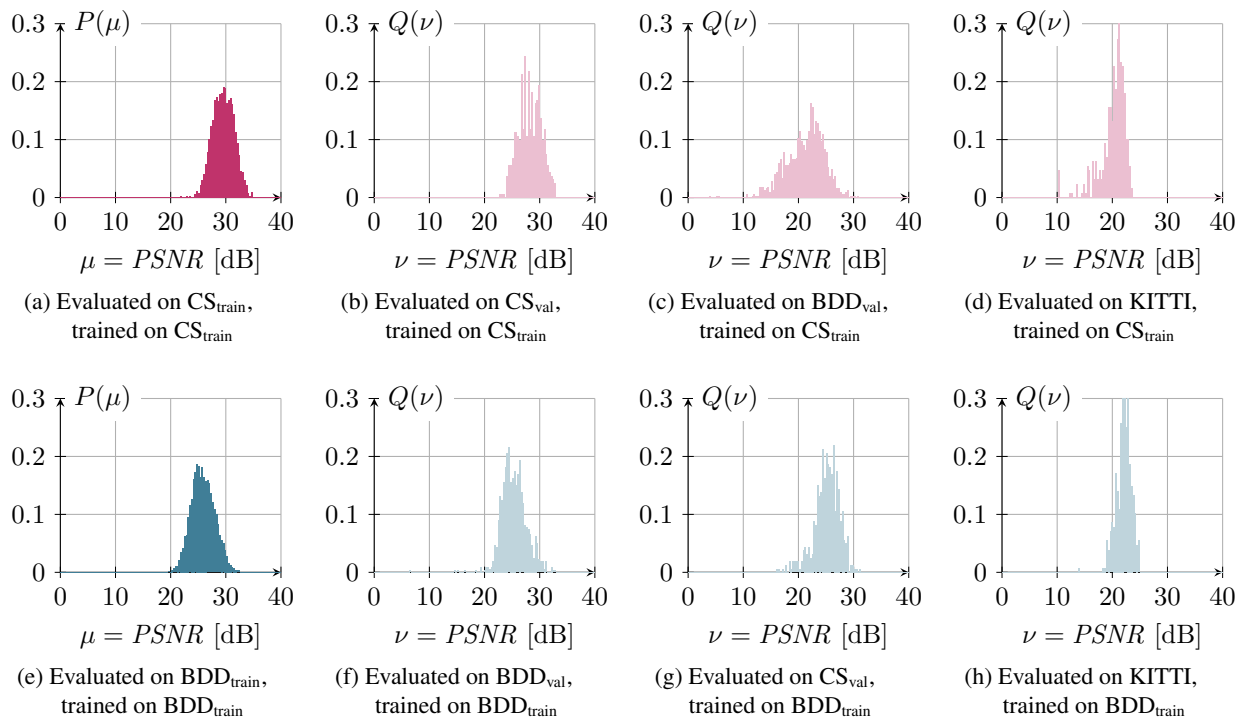 0.3 P(μ) 0.3 Q(ν) 0.3 Q(ν) 0.3 Q(ν)
0.2 0.2 0.2 0.2
0.1 0.1 0.1 0.1
0 0 0 0
0 10 20 30 40 0 10 20 30 40 0 10 20 30 40 0 10 20 30 40
μ = PSNR [dB] ν = PSNR [dB] ν = PSNR [dB] ν = PSNR [dB]
(a) Evaluated on CS_train, (b) Evaluated on CS_val, (c) Evaluated on BDD_val, (d) Evaluated on KITTI,
trained on CS_train trained on CS_train trained on CS_train trained on CS_train
0.3 P(μ) 0.3 Q(ν) 0.3 Q(ν) 0.3 Q(ν)
0.2 0.2 0.2 0.2
0.1 0.1 0.1 0.1
0 0 0 0
0 10 20 30 40 0 10 20 30 40 0 10 20 30 40 0 10 20 30 40
μ = PSNR [dB] ν = PSNR [dB] ν = PSNR [dB] ν = PSNR [dB]
(e) Evaluated on BDD_train, (f) Evaluated on BDD_val, (g) Evaluated on CS_val, (h) Evaluated on KITTI,
trained on BDD_train trained on BDD_train trained on BDD_train trained on BDD_train